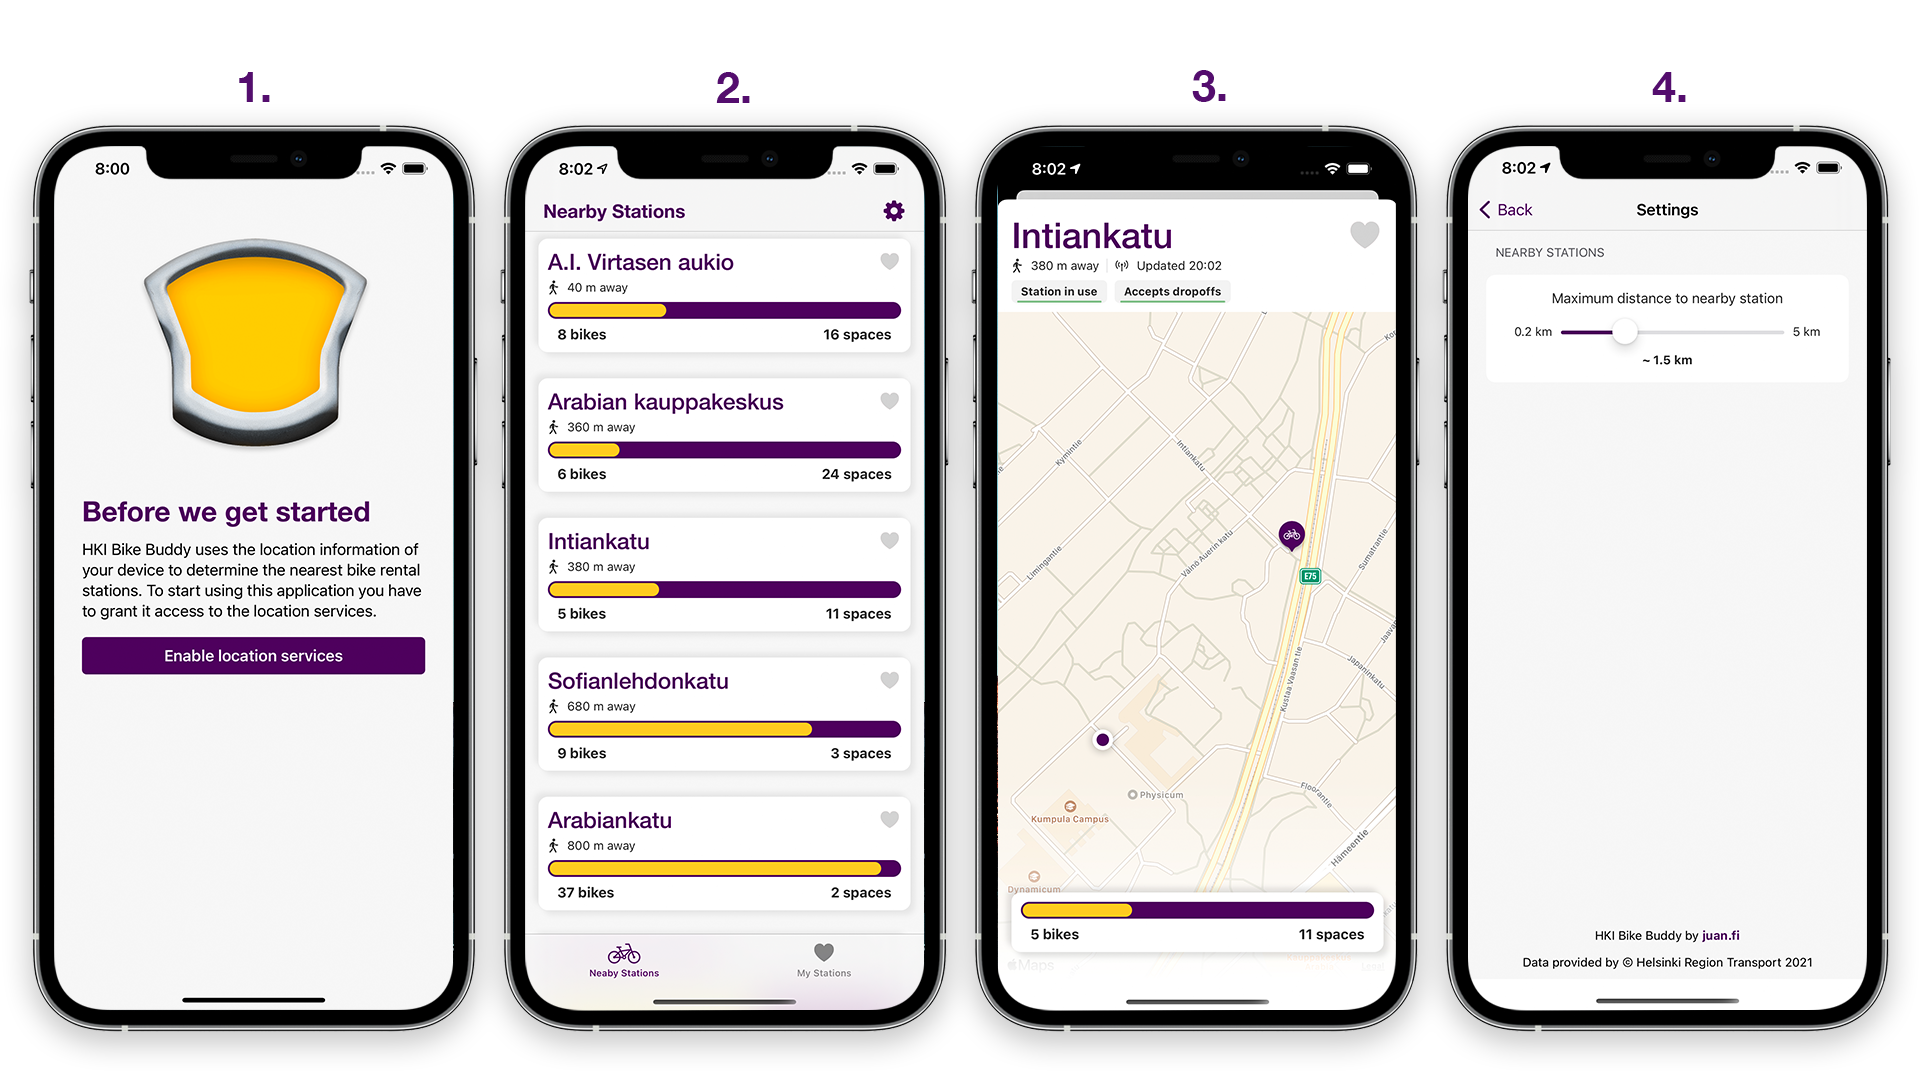 1.
8:00
Before we get started
HKI Bike Buddy uses the location information of
your device to determine the nearest bike rental
stations. To start using this application you have
to grant it access to the location services.
Enable location services
2.
8:02
Nearby Stations
A.I. Virtasen aukio
40 m away
8 bikes 16 spaces
Arabian kauppakeskus
360 m away
6 bikes 24 spaces
Intiankatu
380 m away
5 bikes 11 spaces
Sofianlehdonkatu
680 m away
9 bikes 3 spaces
Arabiankatu
800 m away
37 bikes 2 spaces
Neaby Stations My Stations
3.
8:02
Intiankatu
380 m away Updated 20:02
Station in use Accepts dropoffs
Kymintie
Intiankatu
Limingantie
Väinö Auerin katu
Sumatrantie
E75
Jaava
Japaninkatu
Kustaa Vaasan tie
Physicum
Floorantie
Kumpula Campus
Hämeentie
Dynamicum
5 bikes 11 spaces
Maps
4.
8:02
Back Settings
NEARBY STATIONS
Maximum distance to nearby station
0.2 km 5 km
~ 1.5 km
HKI Bike Buddy by juan.fi
Data provided by © Helsinki Region Transport 2021